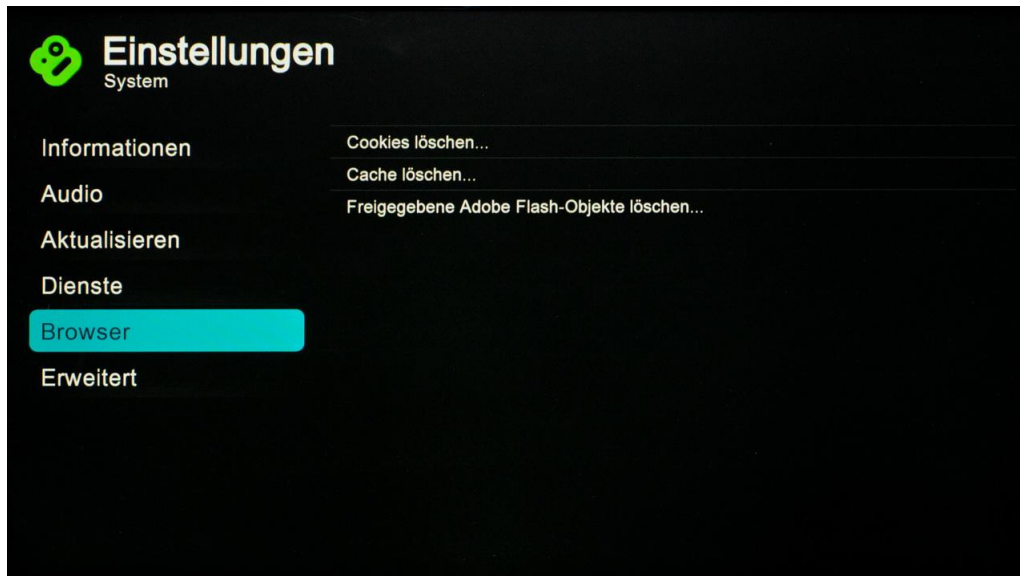 Einstellungen
System
Informationen
Audio
Aktualisieren
Dienste
Browser
Erweitert
Cookies löschen...
Cache löschen...
Freigegebene Adobe Flash-Objekte löschen...